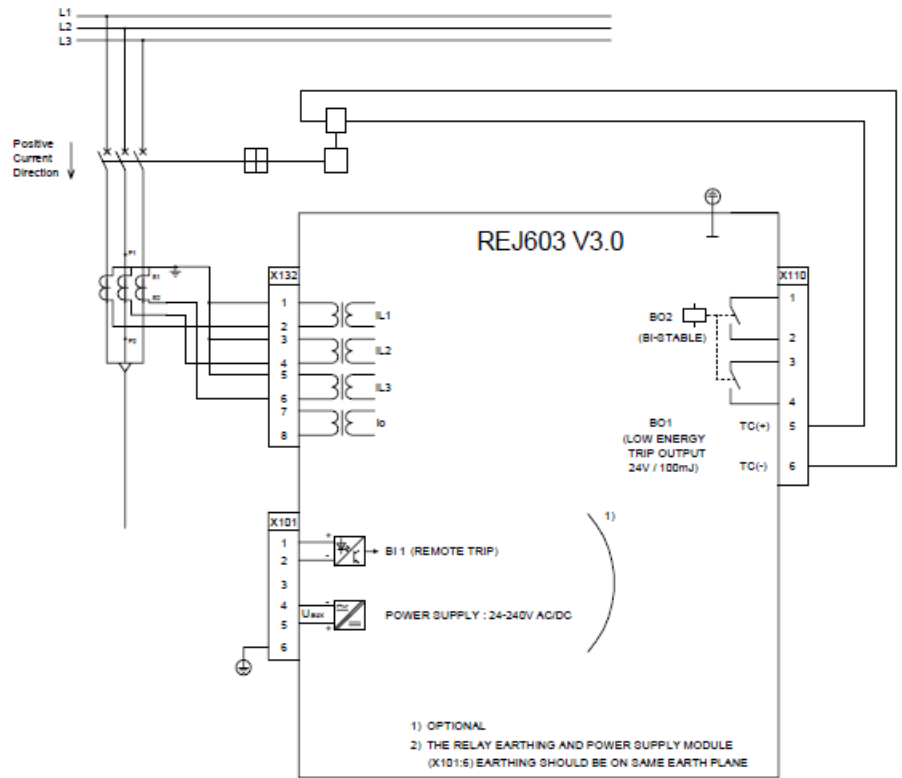 L1
L2
L3
Positive
Current
Direction
P1
S1
S2
P2
REJ603 V3.0
X132
1
2
3
4
5
6
7
8
IL1
IL2
IL3
Io
X110
1
2
3
4
5
6
BO2
(BI-STABLE)
BO1
(LOW ENERGY
TRIP OUTPUT
24V / 100mJ)
TC(+)
TC(-)
X101
1
2
3
4
5
6
+
-
BI 1 (REMOTE TRIP)
1)
Uaux
-
+
POWER SUPPLY : 24-240V AC/DC
1) OPTIONAL
2) THE RELAY EARTHING AND POWER SUPPLY MODULE
(X101:6) EARTHING SHOULD BE ON SAME EARTH PLANE